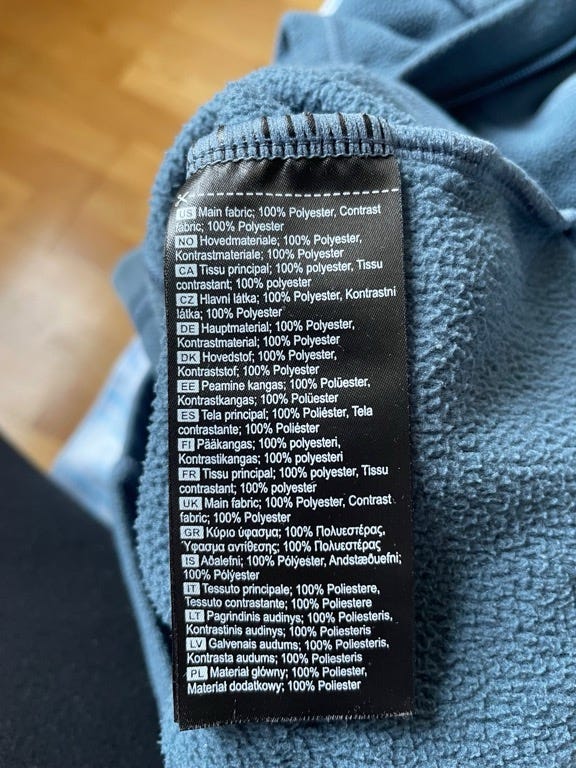 US Main fabric; 100% Polyester, Contrast
fabric; 100% Polyester
NO Hovedmateriale; 100% Polyester,
Kontrastmateriale; 100% Polyester
CA Tissu principal; 100% polyester, Tissu
contrastant; 100% polyester
CZ Hlavní látka; 100% Polyester, Kontrastní
látka; 100% Polyester
DE Hauptmaterial; 100% Polyester,
Kontrastmaterial; 100% Polyester
DK Hovedstof; 100% Polyester,
Kontraststof; 100% Polyester
EE Peamine kangas; 100% Polüester,
Kontrastkangas; 100% Polüester
ES Tela principal; 100% Poliéster, Tela
contrastante; 100% Poliéster
FI Pääkangas; 100% polyesteri,
Kontrastikangas; 100% polyesteri
FR Tissu principal; 100% polyester, Tissu
contrastant; 100% polyester
UK Main fabric; 100% Polyester, Contrast
fabric; 100% Polyester
GR Κύριο ύφασμα; 100% Πολυεστέρας,
Ύφασμα αντίθεσης; 100% Πολυεστέρας
IS Aðalefni; 100% Pólýester, Andstæðuefni;
100% Pólýester
IT Tessuto principale; 100% Poliestere,
Tessuto contrastante; 100% Poliestere
LT Pagrindinis audinys; 100% Poliesteris,
Kontrastinis audinys; 100% Poliesteris
LV Galvenais audums; 100% Poliesteris,
Kontrasta audums; 100% Poliesteris
PL Materiał główny; 100% Poliester,
Materiał dodatkowy; 100% Poliester